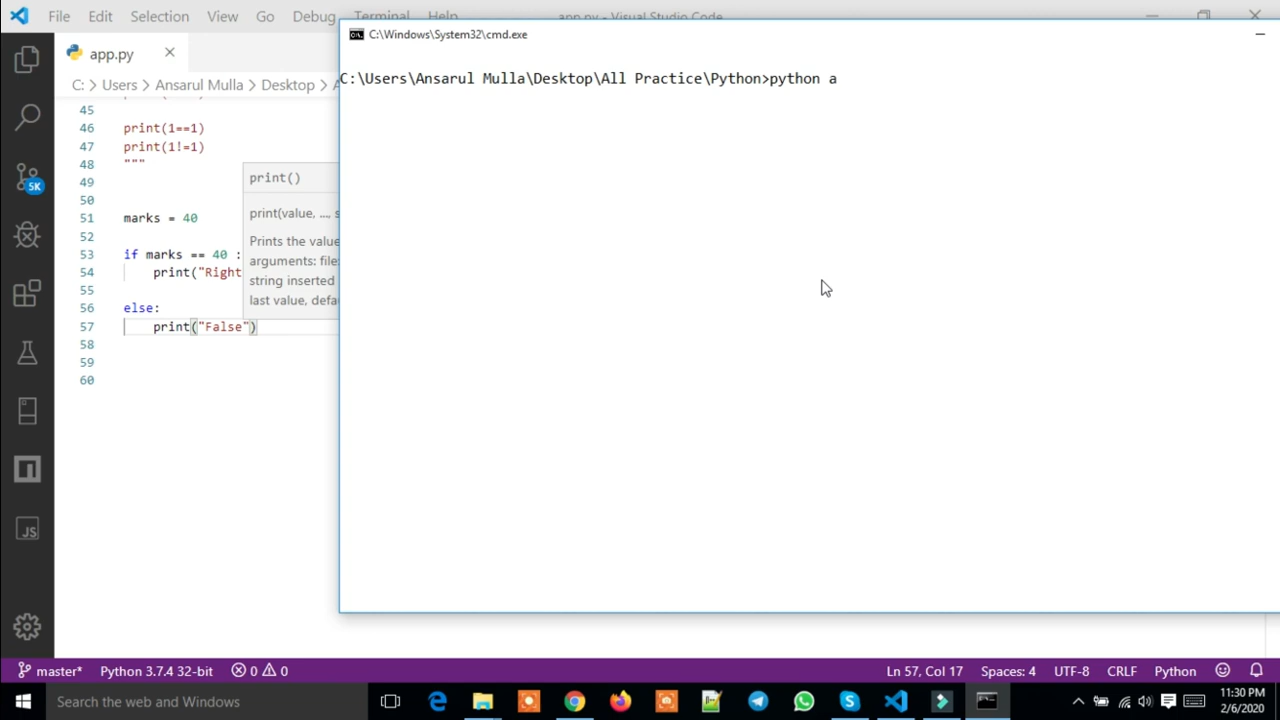 File Edit Selection View Go Debug Terminal Help app.py - Visual Studio Code
C:\Windows\System32\cmd.exe
app.py
C:\Users\Ansarul Mulla\Desktop\All Practice\Python>python a
C: > Users > Ansarul Mulla > Desktop >
45
46 print(1==1)
47 print(1!=1)
48 """
49
50
51 marks = 40
52
53 if marks == 40 :
54 print("Right
55
56 else:
57 print("False")
58
59
60
print()
print(value, ..., s
Prints the value
arguments: file:
string inserted
last value, defa
5K
JS
master* Python 3.7.4 32-bit 0 0 Ln 57, Col 17 Spaces: 4 UTF-8 CRLF Python
Search the web and Windows
11:30 PM
2/6/2020